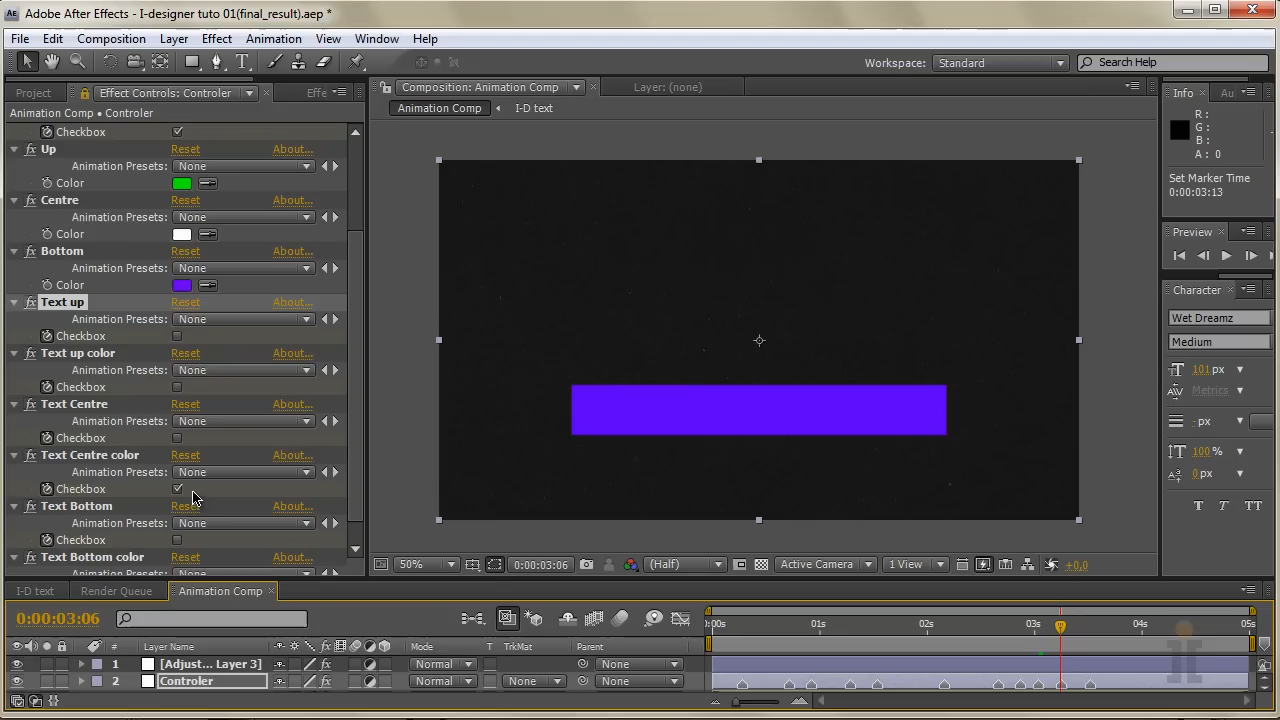 Adobe After Effects - I-designer tuto 01(final_result).aep *
File Edit Composition Layer Effect Animation View Window Help
Workspace: Standard Search Help
Project Effect Controls: Controler Effe Composition: Animation Comp Layer: (none) Info Au
Animation Comp • Controler Animation Comp I-D text
Checkbox
Up Reset About...
Animation Presets: None
Color
Centre Reset About...
Animation Presets: None
Color
Bottom Reset About...
Animation Presets: None
Color
Text up Reset About...
Animation Presets: None
Checkbox
Text up color Reset About...
Animation Presets: None
Checkbox
Text Centre Reset About...
Animation Presets: None
Checkbox
Text Centre color Reset About...
Animation Presets: None
Checkbox
Text Bottom Reset About...
Animation Presets: None
Checkbox
Text Bottom color Reset About...
Animation Presets: None
R :
G :
B :
A : 0
Set Marker Time
0:00:03:13
Preview
Character
Wet Dreamz
Medium
101 px
Metrics
- px
100 %
0 px
T T TT
50% 0:00:03:06 (Half) Active Camera 1 View +0,0
I-D text Render Queue Animation Comp
0:00:03:06 0:00s 01s 02s 03s 04s 05s
# Layer Name Mode T TrkMat Parent
1 [Adjust... Layer 3] Normal None
2 Controler Normal None None